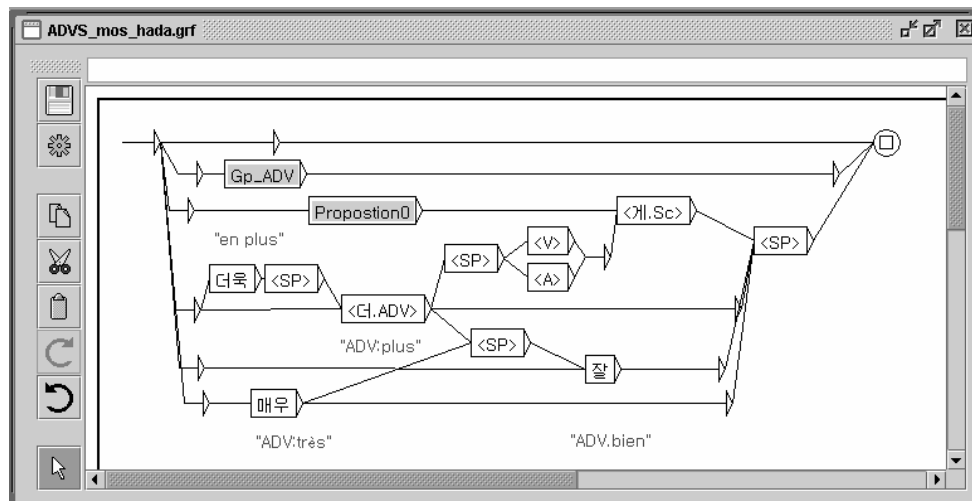 ADVS_mos_hada.grf
Gp_ADV
Propostion0
<게.Sc>
"en plus"
<SP>
<V>
<SP>
<A>
더욱
<SP>
<더.ADV>
"ADV:plus"
<SP>
잘
매우
"ADV:très"
"ADV.bien"